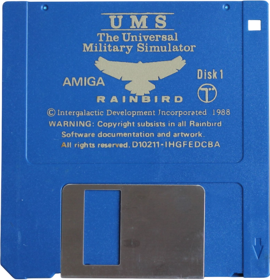 UMS
The Universal
Military Simulator
AMIGA
Disk 1
RAINBIRD
© Intergalactic Development Incorporated 1988
WARNING: Copyright subsists in all Rainbird
Software documentation and artwork.
All rights reserved. D10211-IHGFEDCBA